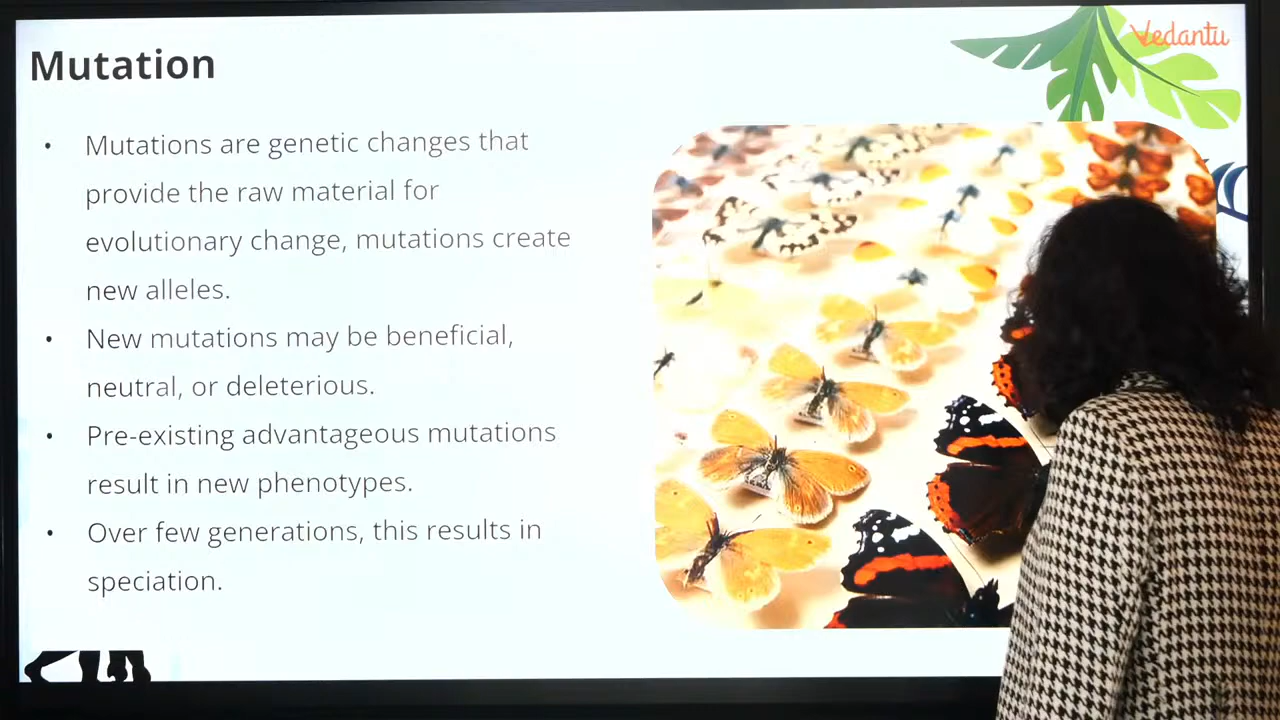 Vedantu
Mutation
• Mutations are genetic changes that
provide the raw material for
evolutionary change, mutations create
new alleles.
• New mutations may be beneficial,
neutral, or deleterious.
• Pre-existing advantageous mutations
result in new phenotypes.
• Over few generations, this results in
speciation.